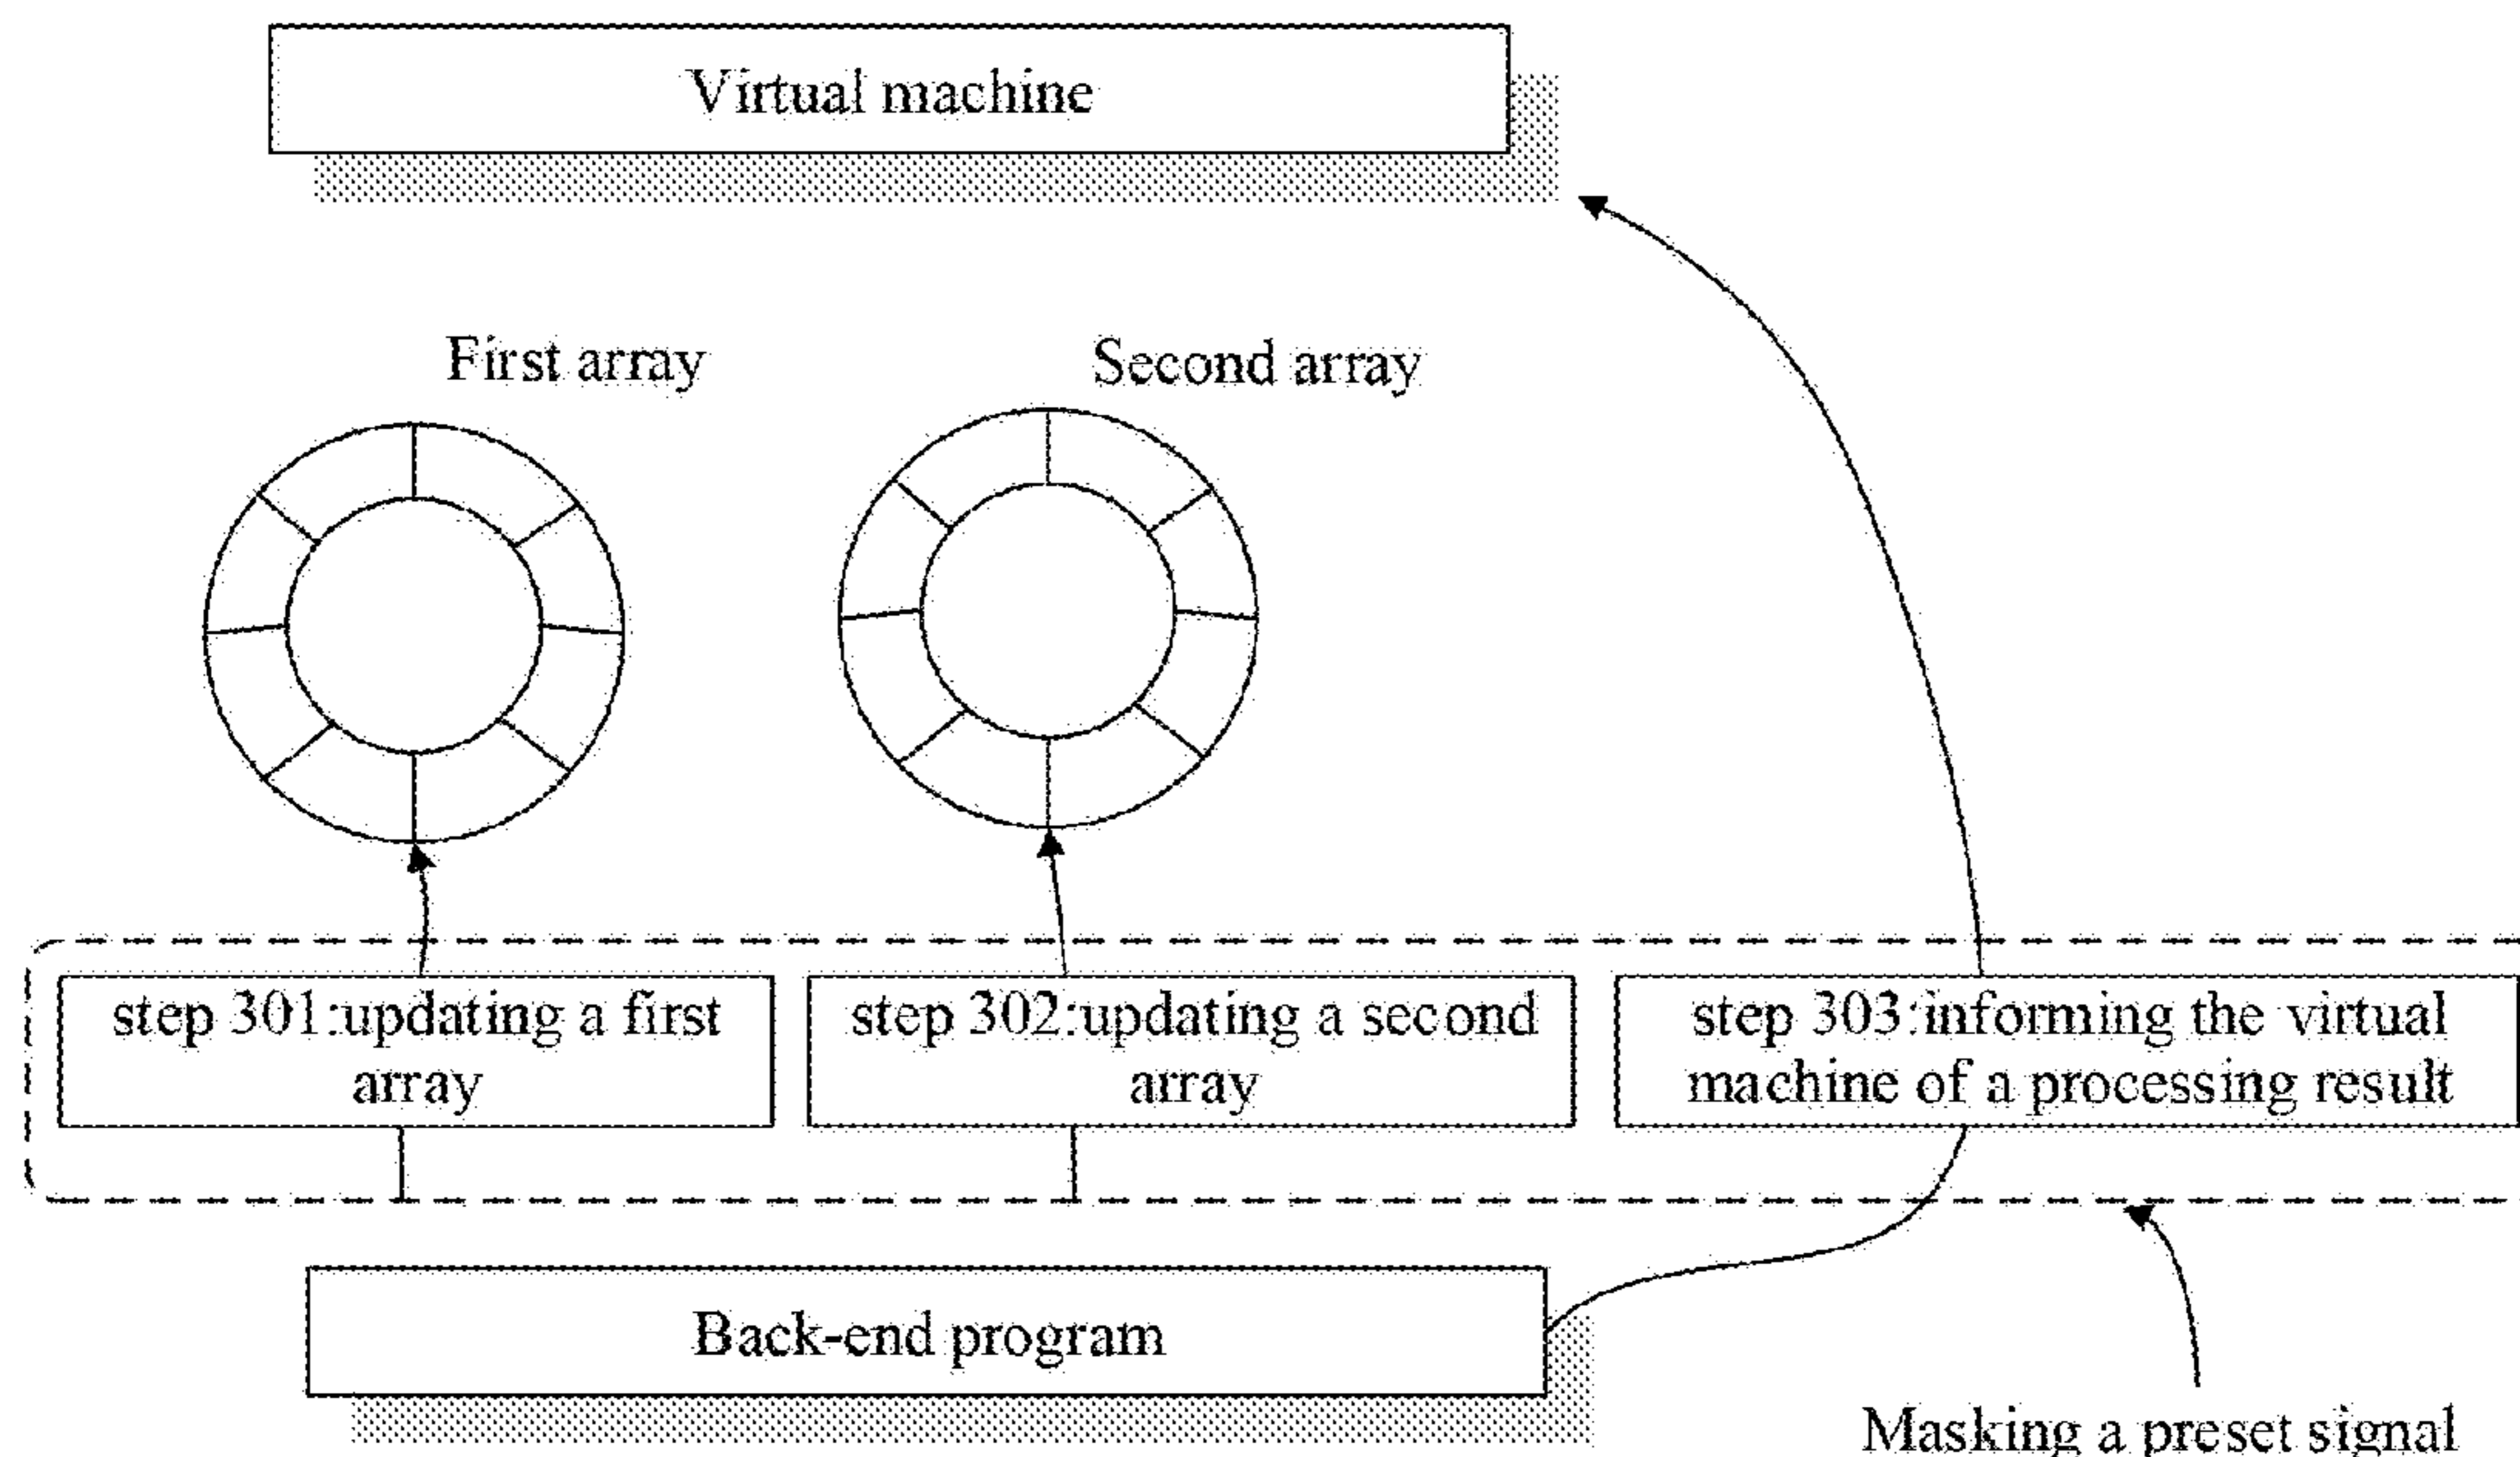 Virtual machine
First array
Second array
step 301:updating a first
array
step 302:updating a second
array
step 303:informing the virtual
machine of a processing result
Back-end program
Masking a preset signal